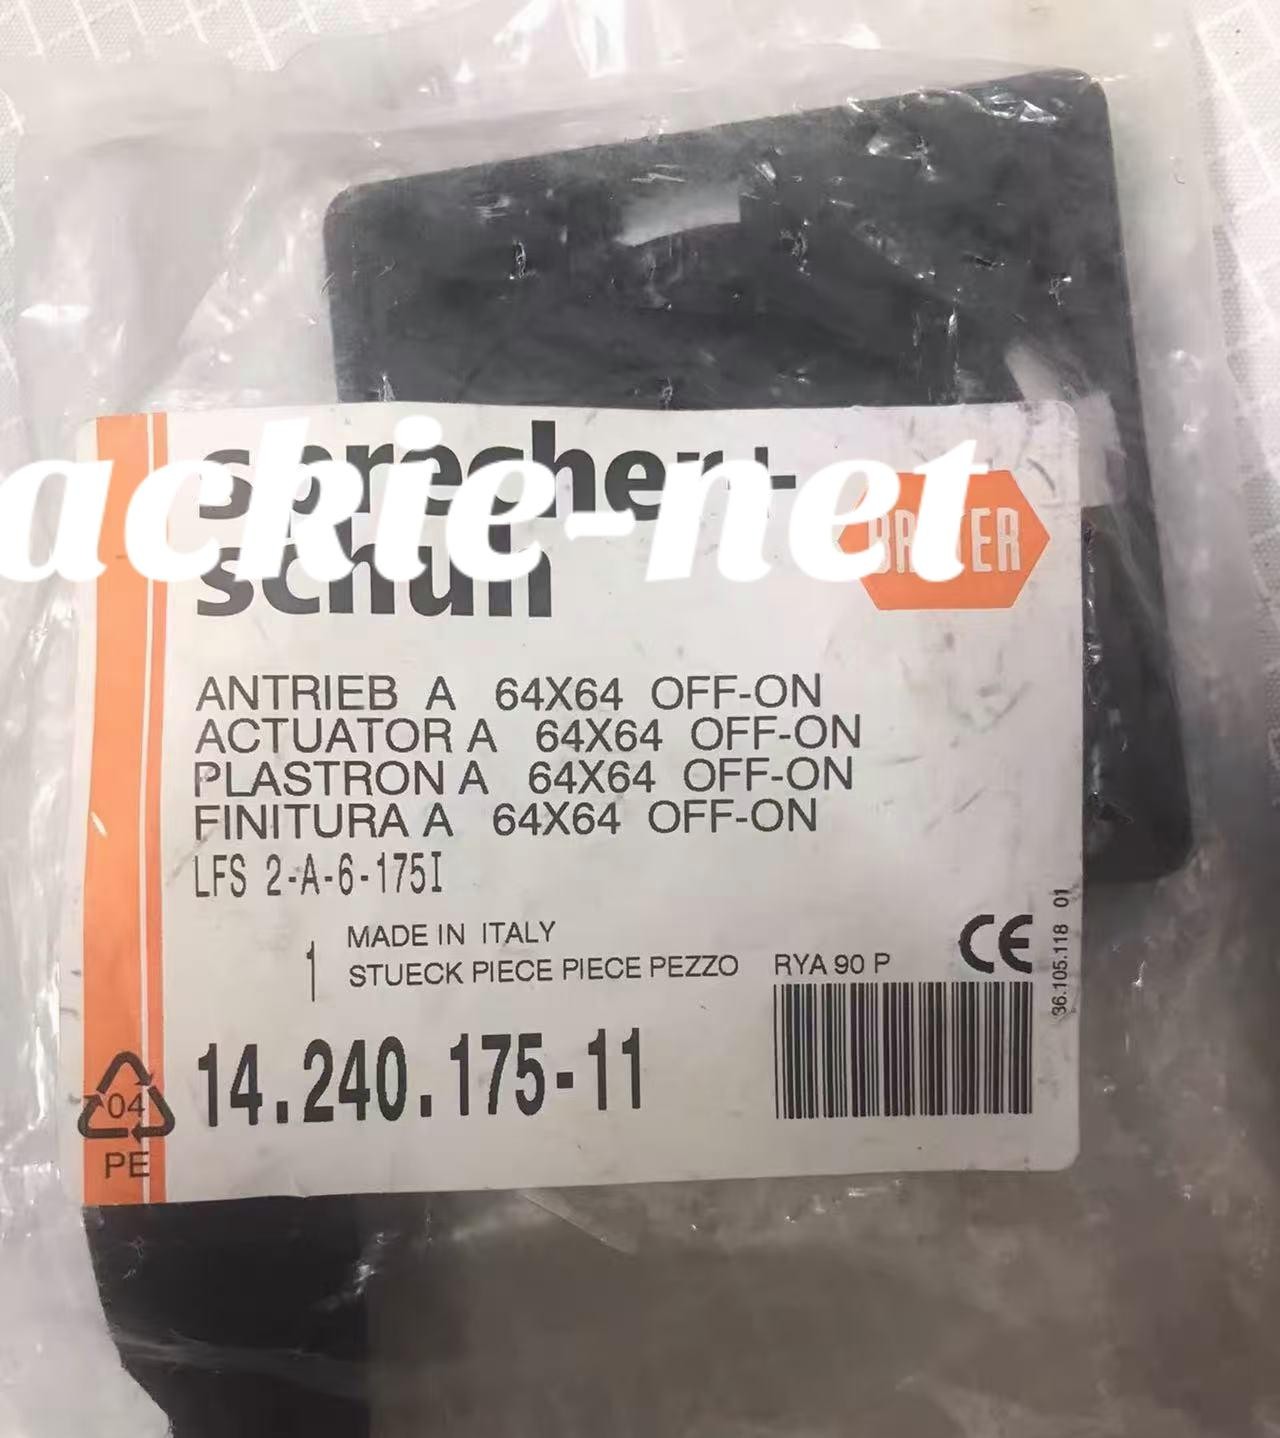 sprecher+
schuh
ackie-net
ANTRIEB A 64X64 OFF-ON
ACTUATOR A 64X64 OFF-ON
PLASTRON A 64X64 OFF-ON
FINITURA A 64X64 OFF-ON
LFS 2-A-6-175I
MADE IN ITALY
1 STUECK PIECE PIECE PEZZO RYA 90 P
CE
36.105.118 01
14.240.175-11
04
PE